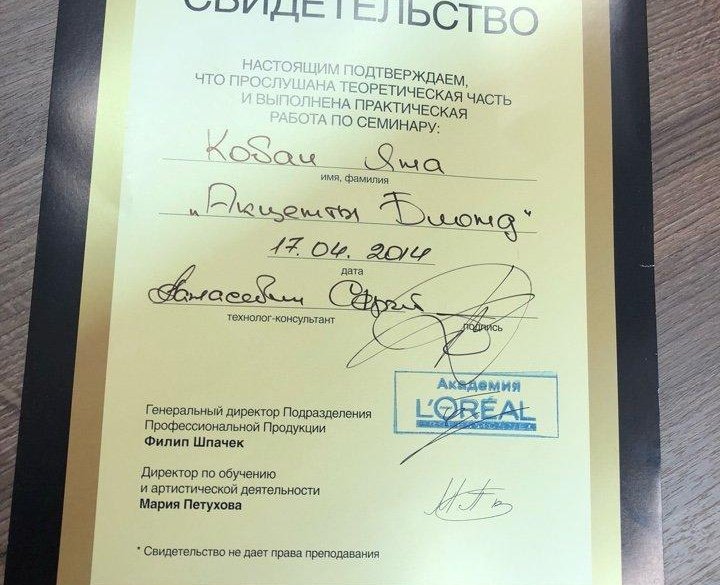 СВИДЕТЕЛЬСТВО
НАСТОЯЩИМ ПОДТВЕРЖДАЕМ,
ЧТО ПРОСЛУШАНА ТЕОРЕТИЧЕСКАЯ ЧАСТЬ
И ВЫПОЛНЕНА ПРАКТИЧЕСКАЯ
РАБОТА ПО СЕМИНАРУ:
Кобан Яна
имя, фамилия
"Акценты Блонд"
17.04. 2014
дата
технолог-консультант
подпись
Академия
L'ORÉAL
Генеральный директор Подразделения
Профессиональной Продукции
Филип Шпачек
Директор по обучению
и артистической деятельности
Мария Петухова
* Свидетельство не дает права преподавания